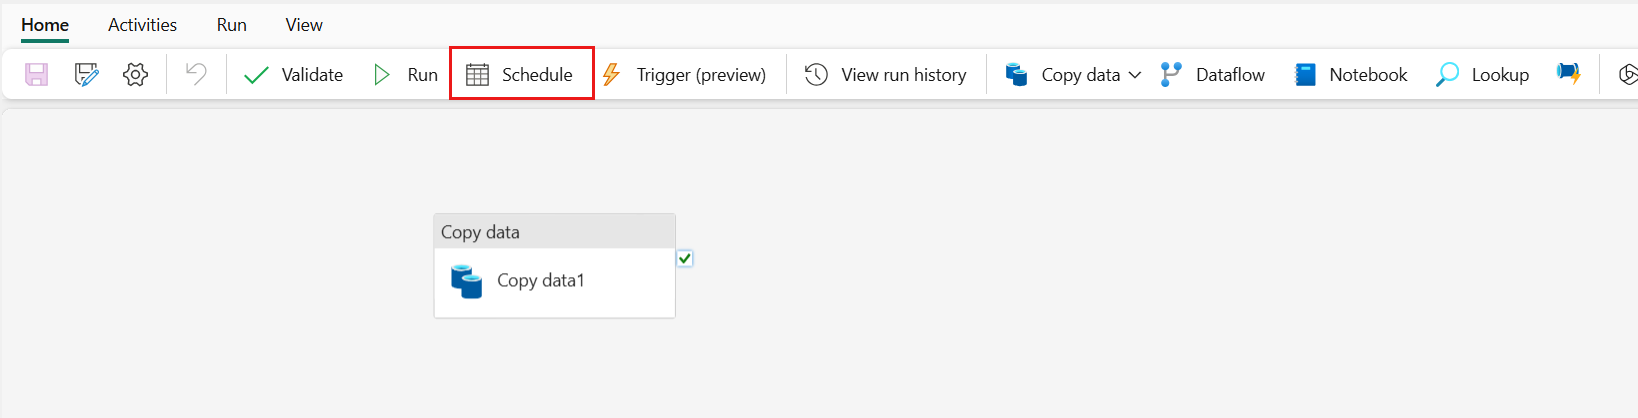 Home Activities Run View
Validate Run Schedule Trigger (preview) View run history Copy data Dataflow Notebook Lookup
Copy data
Copy data1